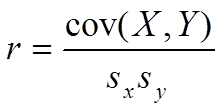 r = cov(X, Y) / s_x s_y